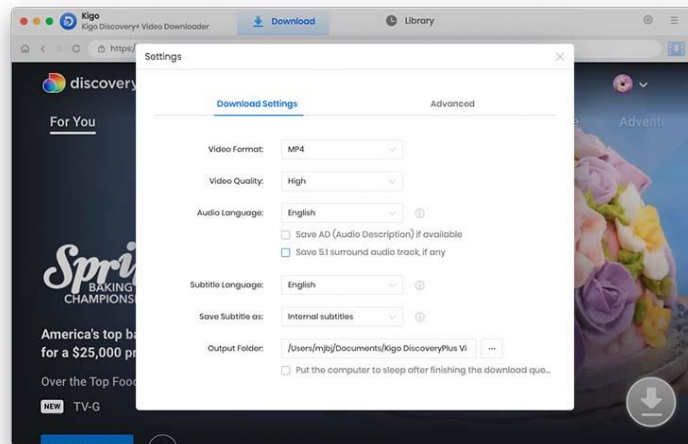 Kigo
Kigo Discovery+ Video Downloader
Download
Library
https:/
Settings
discovery
Download Settings
Advanced
For You
Advent
Video Format:
MP4
Video Quality:
High
Audio Language:
English
Save AD (Audio Description) if available
Save 5.1 surround audio track, if any
Spri
BAKING
CHAMPIONS
Subtitle Language:
English
Save Subtitle as:
Internal subtitles
America's top ba
for a $25,000 pr
Output Folder:
/Users/mjbj/Documents/Kigo DiscoveryPlus Vi
...
Put the computer to sleep after finishing the download que...
Over the Top Food
NEW TV-G